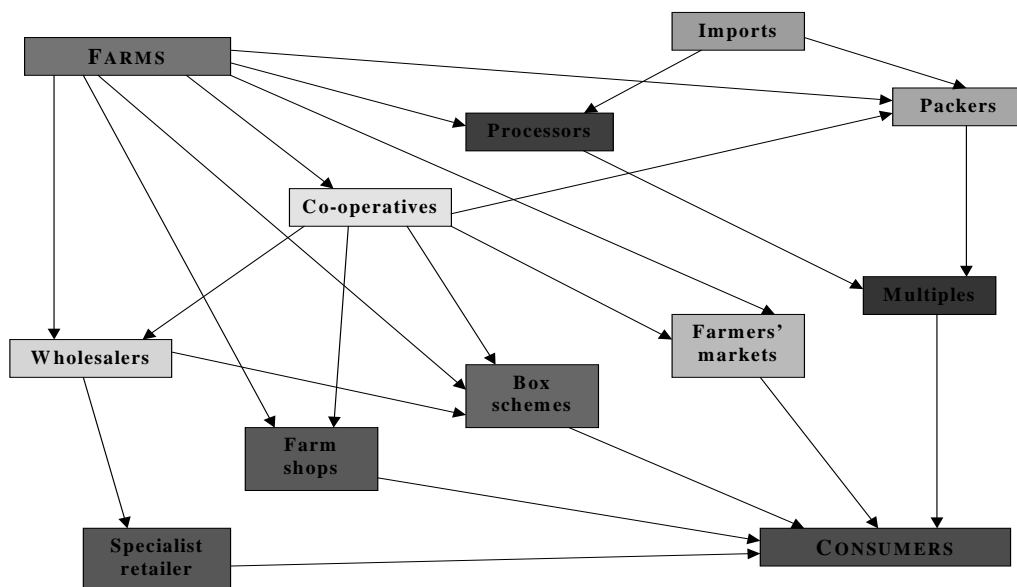 Imports
FARMS
Packers
Processors
Co-operatives
Multiples
Farmers’
markets
Wholesalers
Box
schemes
Farm
shops
Specialist
retailer
CONSUMERS